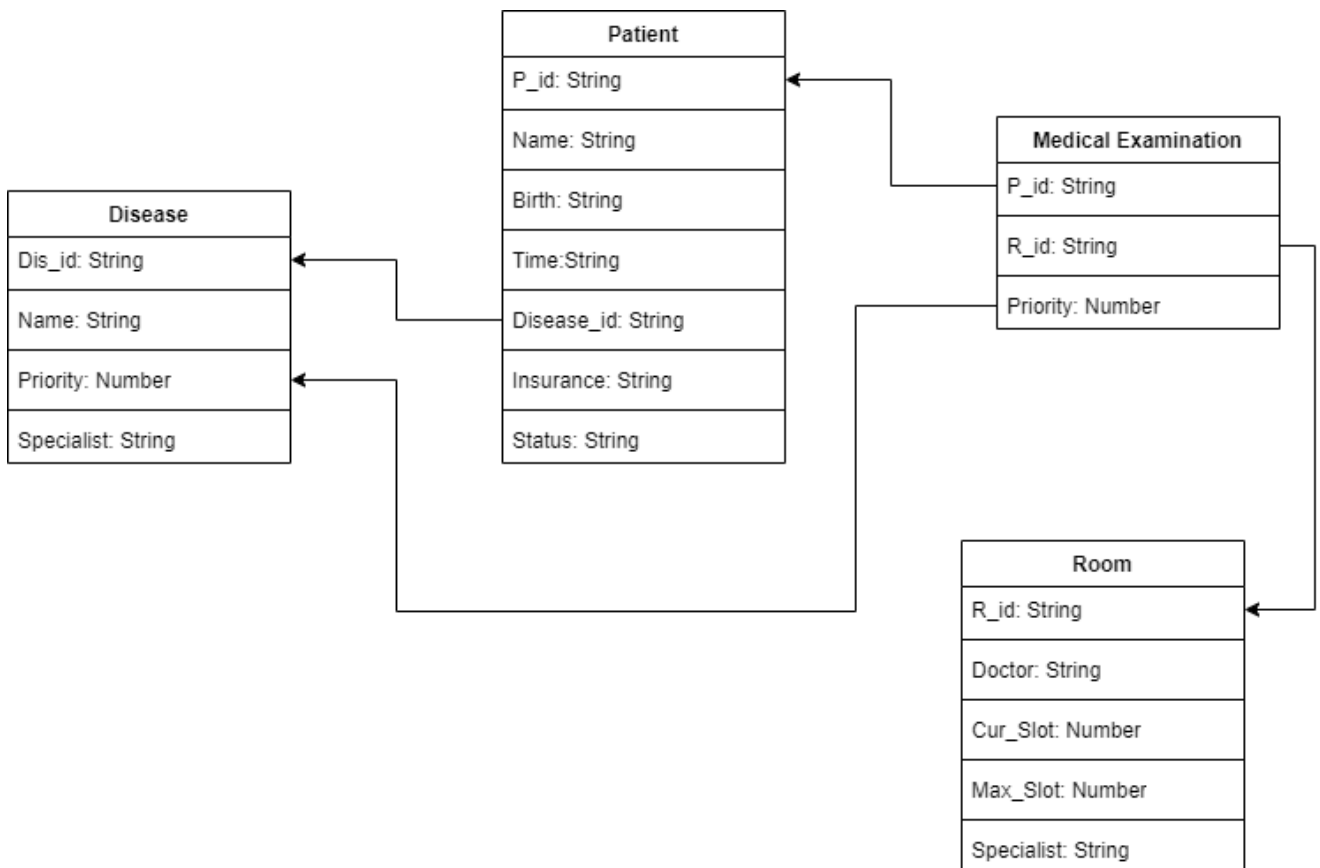 Patient
P_id: String
Name: String
Birth: String
Time:String
Disease_id: String
Insurance: String
Status: String
Medical Examination
P_id: String
R_id: String
Priority: Number
Disease
Dis_id: String
Name: String
Priority: Number
Specialist: String
Room
R_id: String
Doctor: String
Cur_Slot: Number
Max_Slot: Number
Specialist: String